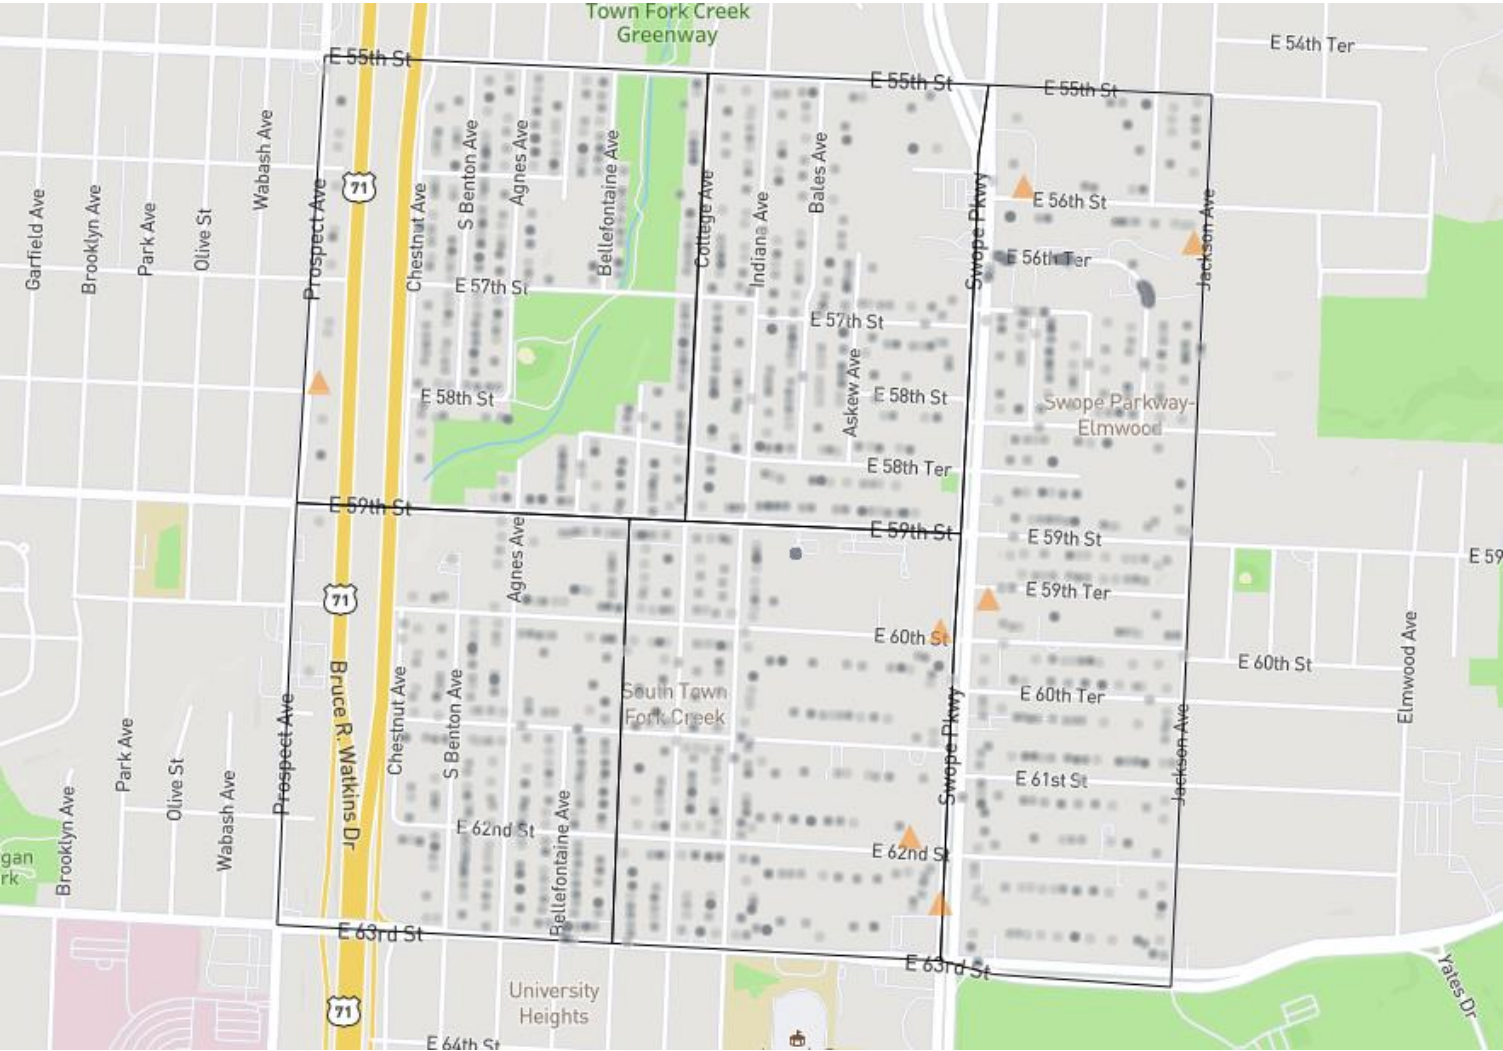 Town Fork Creek
Greenway
E 54th Ter
E 55th St
E 55th St
E 55th St
Wabash Ave
S Benton Ave
Agnes Ave
Bellefontaine Ave
Bales Ave
71
Garfield Ave
Brooklyn Ave
Park Ave
Olive St
Prospect Ave
Chestnut Ave
College Ave
Indiana Ave
Swope Pkwy
E 56th St
Jackson Ave
E 56th Ter
E 57th St
E 57th St
Askew Ave
E 58th St
E 58th St
Swope Parkway-
Elmwood
E 58th Ter
E 59th St
E 59th St
E 59th St
E 59
Agnes Ave
71
E 59th Ter
E 60th St
E 60th St
Elmwood Ave
Bruce R. Watkins Dr
Chestnut Ave
S Benton Ave
South Town
Fork Creek
E 60th Ter
Swope Pkwy
Jackson Ave
Prospect Ave
Park Ave
Olive St
Wabash Ave
Brooklyn Ave
E 61st St
Bellefontaine Ave
E 62nd St
E 62nd St
gan
rk
E 63rd St
E 63rd St
Yates Dr
University
Heights
71
E 64th St